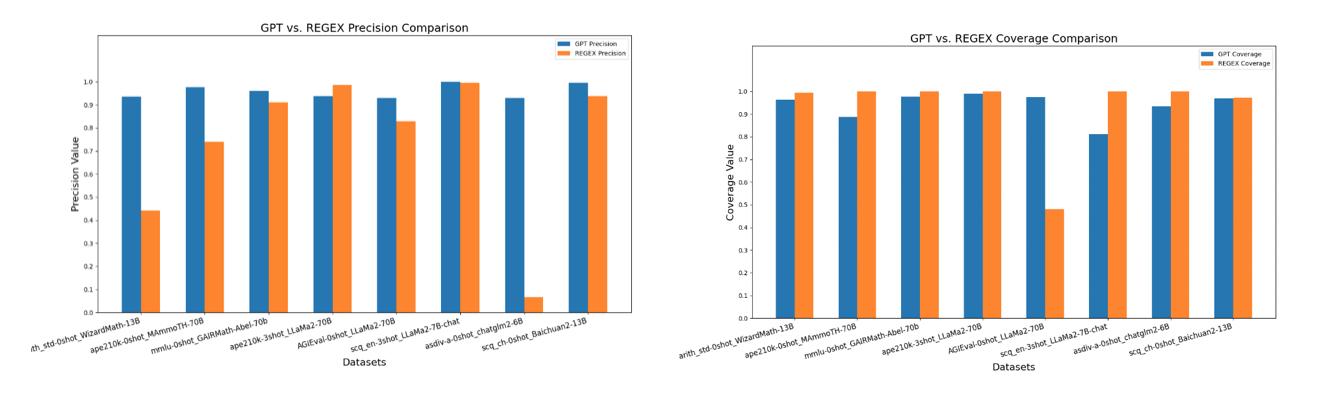 GPT vs. REGEX Precision Comparison
GPT Precision
REGEX Precision
1.0
0.9
0.8
0.7
0.6
0.5
0.4
0.3
0.2
0.1
0.0
Precision Value
rith_std-0shot_WizardMath-13B
ape210k-0shot_MAmmoTH-70B
mmlu-0shot_GAIRMath-Abel-70b
ape210k-3shot_LLaMa2-70B
AGIEval-0shot_LLaMa2-70B
scq_en-3shot_LLaMa2-7B-chat
asdiv-a-0shot_chatglm2-6B
scq_ch-0shot_Baichuan2-13B
Datasets
GPT vs. REGEX Coverage Comparison
GPT Coverage
REGEX Coverage
1.0
0.9
0.8
0.7
0.6
0.5
0.4
0.3
0.2
0.1
0.0
Coverage Value
arith_std-0shot_WizardMath-13B
ape210k-0shot_MAmmoTH-70B
mmlu-0shot_GAIRMath-Abel-70b
ape210k-3shot_LLaMa2-70B
AGIEval-0shot_LLaMa2-70B
scq_en-3shot_LLaMa2-7B-chat
asdiv-a-0shot_chatglm2-6B
scq_ch-0shot_Baichuan2-13B
Datasets